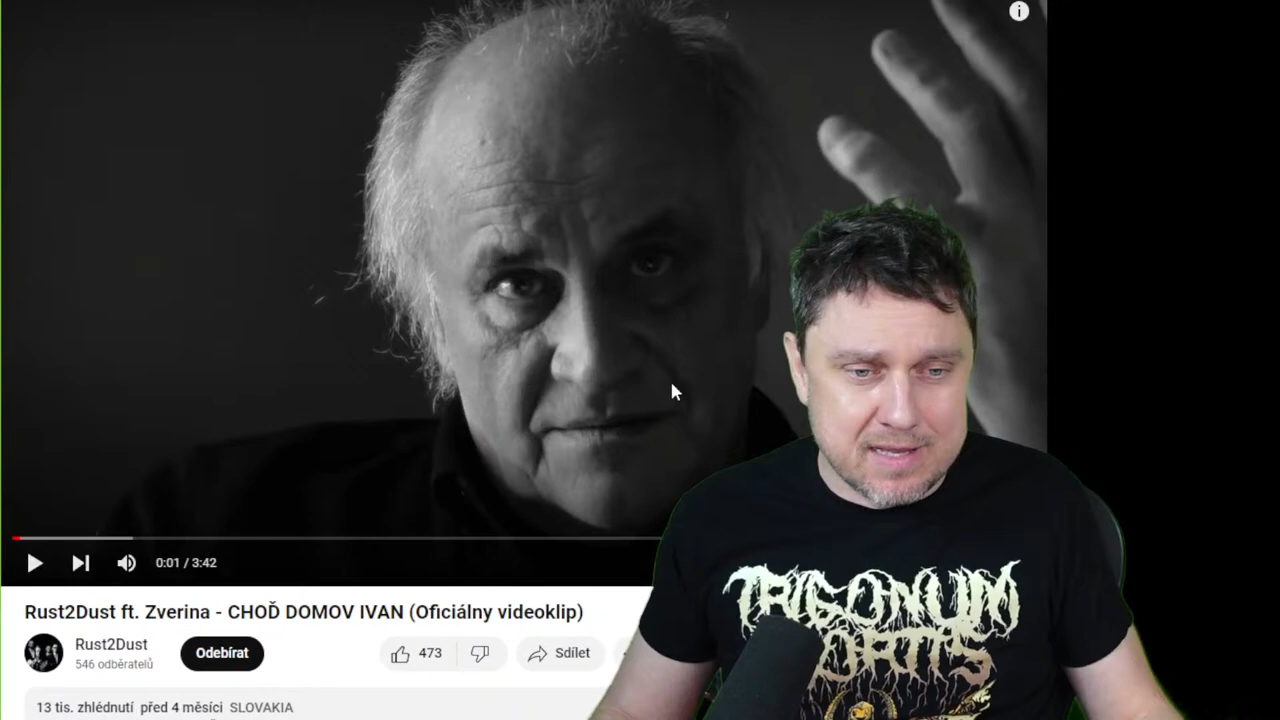 0:01 / 3:42
Rust2Dust ft. Zverina - CHOĎ DOMOV IVAN (Oficiálny videoklip)
Rust2Dust
546 odběratelů
Odebírat
473
Sdílet
13 tis. zhlédnutí před 4 měsíci SLOVAKIA
TRIGONUM
ORTIS